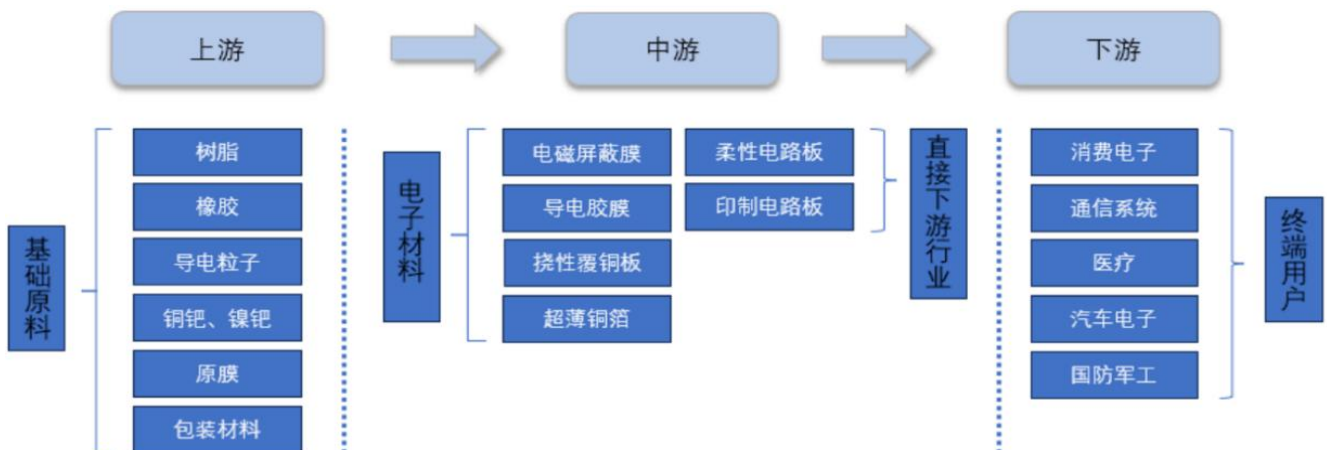 上游
中游
下游
基础原料
树脂
橡胶
导电粒子
铜钯、镍钯
原膜
包装材料
电子材料
电磁屏蔽膜
导电胶膜
挠性覆铜板
超薄铜箔
柔性电路板
印制电路板
直接下游行业
消费电子
通信系统
医疗
汽车电子
国防军工
终端用户